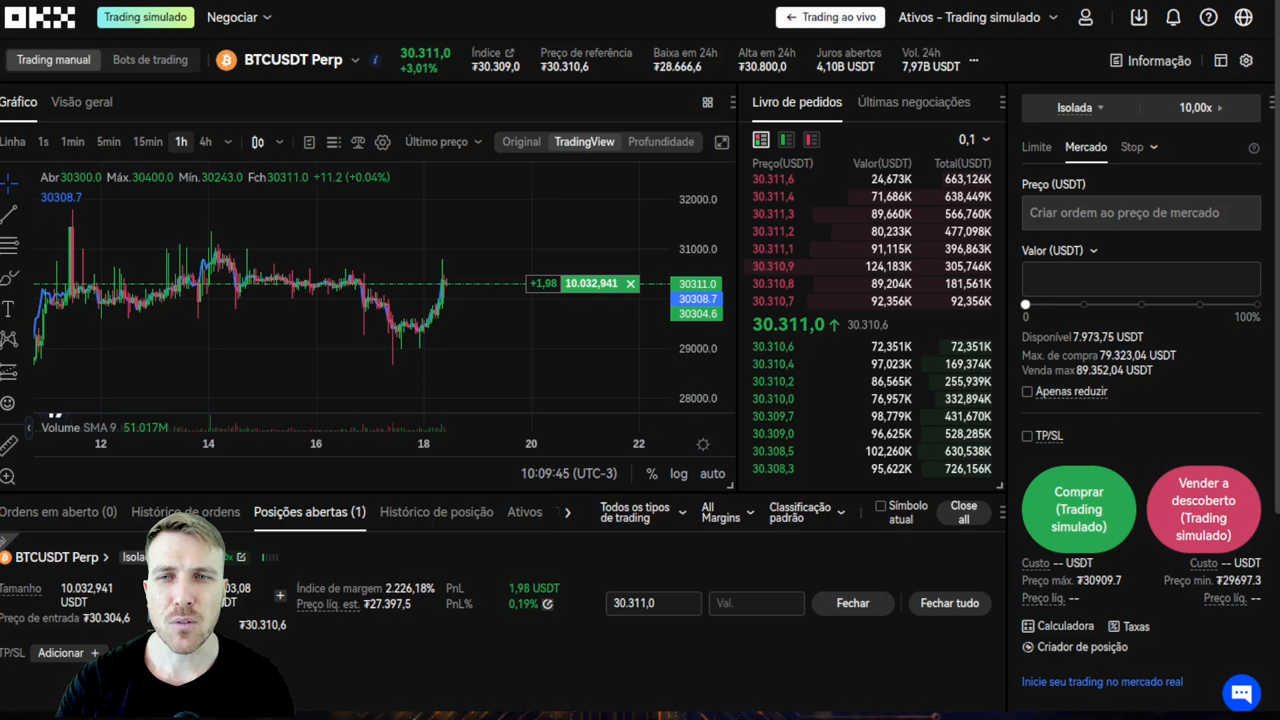 OKX Trading simulado Negociar Trading ao vivo Ativos - Trading simulado
Trading manual Bots de trading BTCUSDT Perp 30.311,0 +3,01% Índice ₮30.309,0 Preço de referência ₮30.310,6 Baixa em 24h ₮28.666,6 Alta em 24h ₮30.800,0 Juros abertos 4,10B USDT Vol. 24h 7,97B USDT ... Informação
Gráfico Visão geral
Linha 1s 1min 5min 15min 1h 4h Último preço Original TradingView Profundidade
Abr30300.0 Máx.30400.0 Mín.30243.0 Fch30311.0 +11.2 (+0.04%)
30308.7
32000.0
31000.0
+1,98 10.032,941
30311.0
30308.7
30304.6
29000.0
28000.0
Volume SMA 9 51.017M
12 14 16 18 20 22
10:09:45 (UTC-3) % log auto
Livro de pedidos Últimas negociações
0,1
Preço(USDT) Valor(USDT) Total(USDT)
30.311,6 24,673K 663,126K
30.311,4 71,686K 638,449K
30.311,3 89,660K 566,760K
30.311,2 80,233K 477,098K
30.311,1 91,115K 396,863K
30.310,9 124,183K 305,746K
30.310,8 89,204K 181,561K
30.310,7 92,356K 92,356K
30.311,0 30.310,6
30.310,6 72,351K 72,351K
30.310,4 97,023K 169,374K
30.310,2 86,565K 255,939K
30.310,0 76,957K 332,894K
30.309,7 98,779K 431,670K
30.309,0 96,625K 528,285K
30.308,5 102,260K 630,538K
30.308,3 95,622K 726,156K
Isolada 10,00x
Limite Mercado Stop
Preço (USDT)
Criar ordem ao preço de mercado
Valor (USDT)
0 100%
Disponível 7.973,75 USDT
Max. de compra 79.323,04 USDT
Venda max 89.352,04 USDT
Apenas reduzir
TP/SL
Comprar (Trading simulado)
Vender a descoberto (Trading simulado)
Custo -- USDT Custo -- USDT
Preço máx. ₮30909.7 Preço min. ₮29697.3
Preço líq. -- Preço líq. --
Calculadora Taxas
Criador de posição
Inicie seu trading no mercado real
Ordens em aberto (0) Histórico de ordens Posições abertas (1) Histórico de posição Ativos Todos os tipos de trading All Margins Classificação padrão Símbolo atual Close all
BTCUSDT Perp
Tamanho 10.032,941 USDT
Índice de margem 2.226,18% PnL 1,98 USDT
Preço líq. est. ₮27.397,5 PnL% 0,19%
30.311,0 Val. Fechar Fechar tudo
Preço de entrada ₮30.304,6 ₮30.310,6
TP/SL Adicionar +